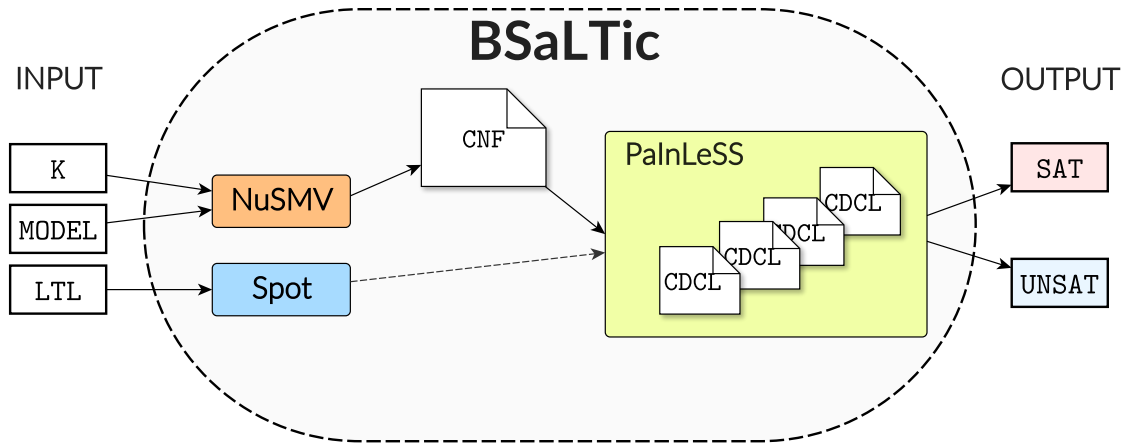 BSaLTic
INPUT
OUTPUT
K
MODEL
LTL
NuSMV
Spot
CNF
PaInLeSS
CDCL
CDCL
CDCL
CDCL
SAT
UNSAT